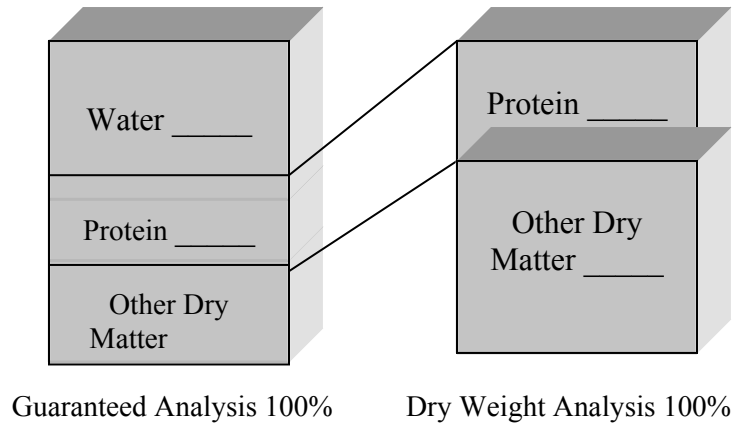 Water _____
Protein _____
Other Dry
Matter
Guaranteed Analysis 100%
Protein _____
Other Dry
Matter _____
Dry Weight Analysis 100%